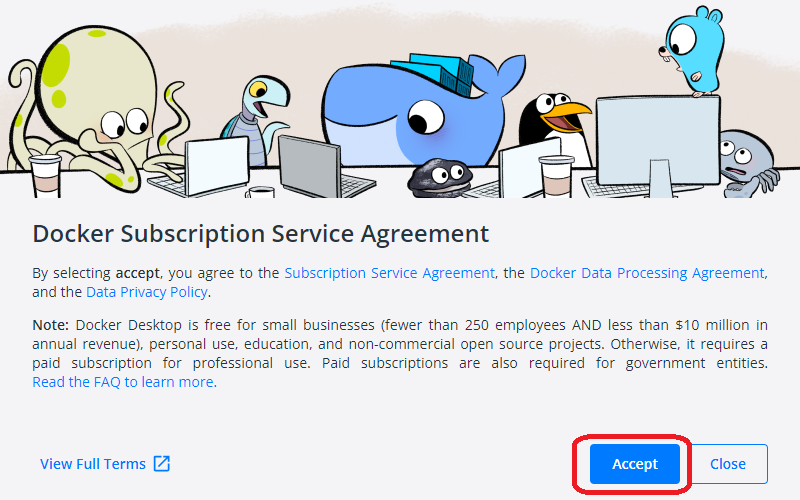 Docker Subscription Service Agreement
By selecting accept, you agree to the Subscription Service Agreement, the Docker Data Processing Agreement,
and the Data Privacy Policy.
Note: Docker Desktop is free for small businesses (fewer than 250 employees AND less than $10 million in
annual revenue), personal use, education, and non-commercial open source projects. Otherwise, it requires a
paid subscription for professional use. Paid subscriptions are also required for government entities.
Read the FAQ to learn more.
View Full Terms
Accept
Close